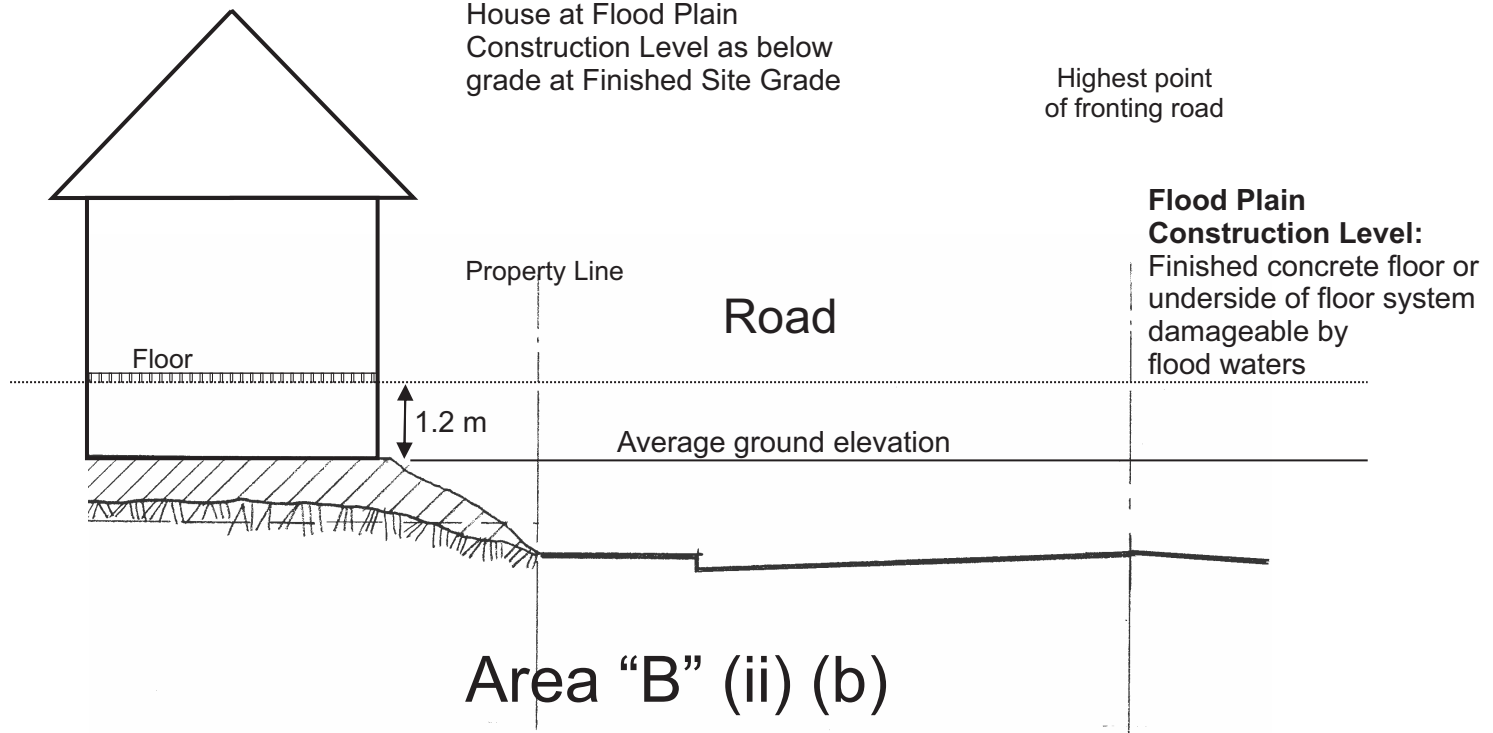 House at Flood Plain
Construction Level as below
grade at Finished Site Grade
Highest point
of fronting road
Flood Plain
Construction Level:
Finished concrete floor or
underside of floor system
damageable by
flood waters
Property Line
Road
Floor
1.2 m
Average ground elevation
Area “B” (ii) (b)